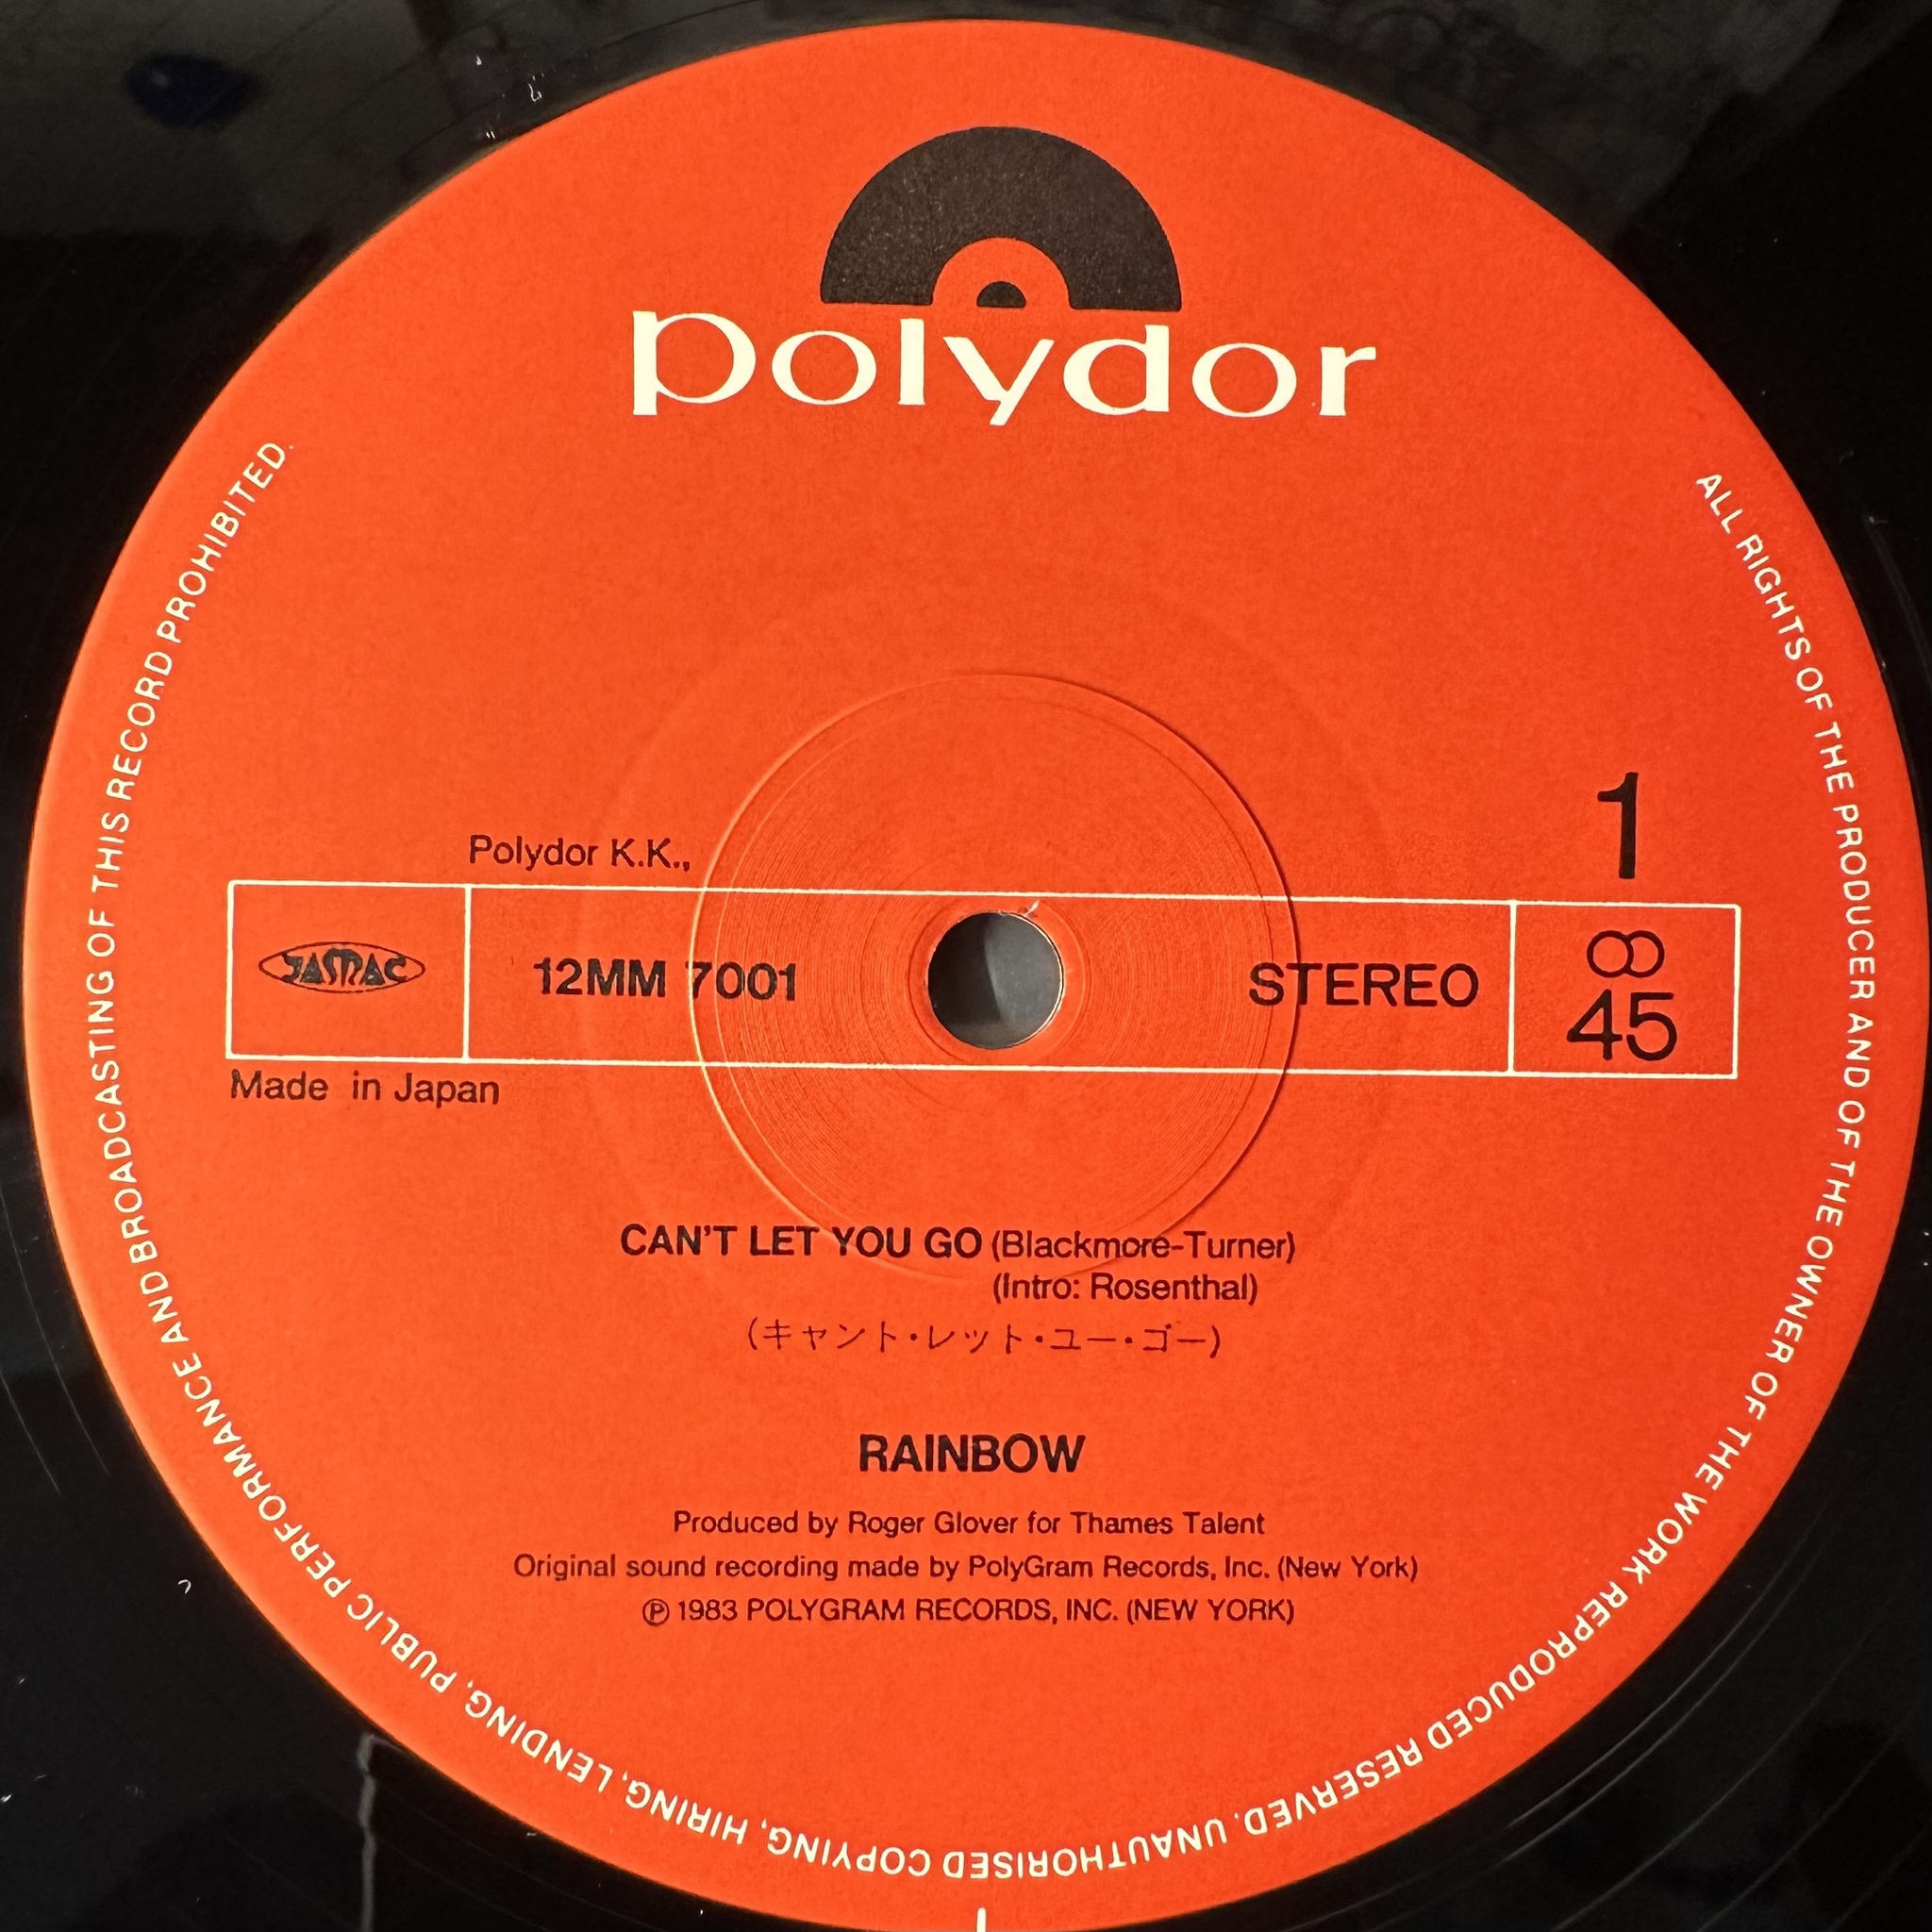 polydor
1
Polydor K.K.,
JASRAC
12MM 7001
STEREO
45
Made in Japan
CAN'T LET YOU GO (Blackmore-Turner)
(Intro: Rosenthal)
(キャント・レット・ユー・ゴー)
RAINBOW
Produced by Roger Glover for Thames Talent
Original sound recording made by PolyGram Records, Inc. (New York)
℗ 1983 POLYGRAM RECORDS, INC. (NEW YORK)
ALL RIGHTS OF THE PRODUCER AND OF THE OWNER OF THE WORK REPRODUCED RESERVED. UNAUTHORISED COPYING, HIRING, LENDING, PUBLIC PERFORMANCE AND BROADCASTING OF THIS RECORD PROHIBITED.